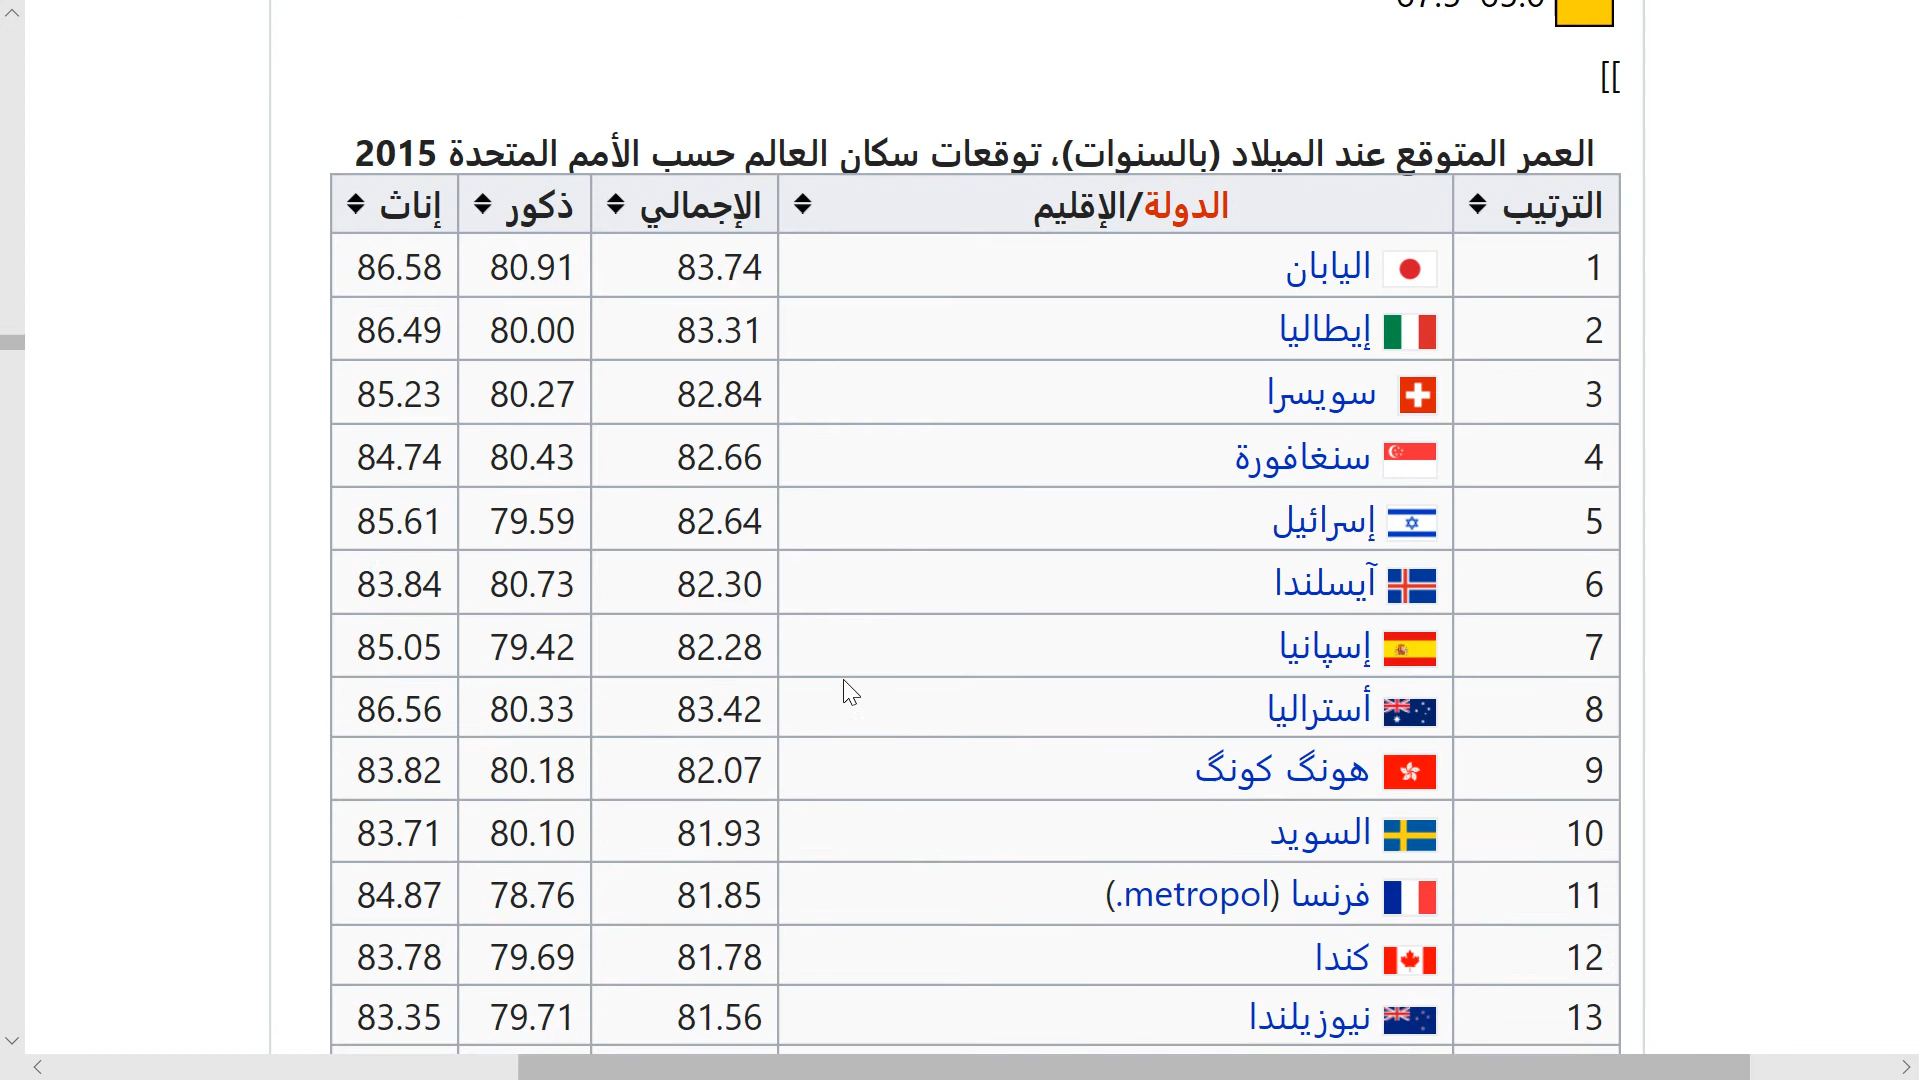 ]]
العمر المتوقع عند الميلاد (بالسنوات)، توقعات سكان العالم حسب الأمم المتحدة 2015
الترتيب الدولة/الإقليم الإجمالي ذكور إناث
1 اليابان 83.74 80.91 86.58
2 إيطاليا 83.31 80.00 86.49
3 سويسرا 82.84 80.27 85.23
4 سنغافورة 82.66 80.43 84.74
5 إسرائيل 82.64 79.59 85.61
6 آيسلندا 82.30 80.73 83.84
7 إسپانيا 82.28 79.42 85.05
8 أستراليا 83.42 80.33 86.56
9 هونگ كونگ 82.07 80.18 83.82
10 السويد 81.93 80.10 83.71
11 فرنسا (metropol.) 81.85 78.76 84.87
12 كندا 81.78 79.69 83.78
13 نيوزيلندا 81.56 79.71 83.35